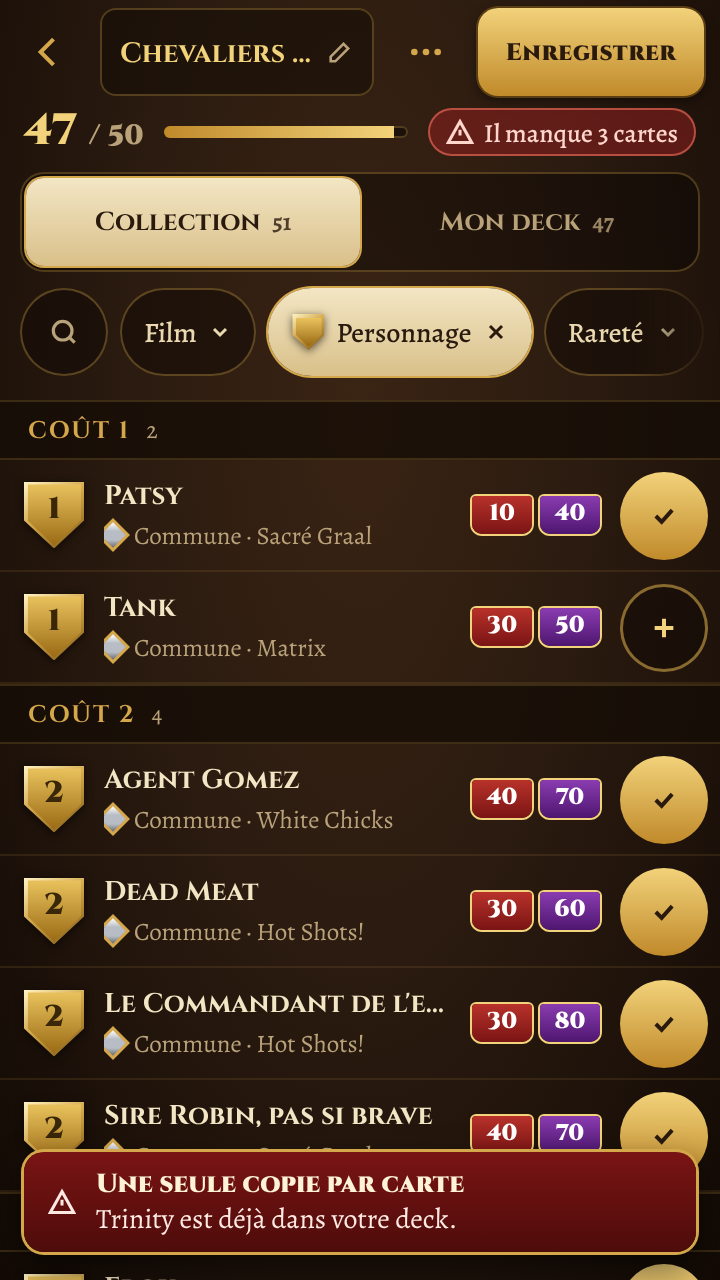 Chevaliers ...
Enregistrer
47 / 50
Il manque 3 cartes
Collection 51
Mon deck 47
Film
Personnage
Rareté
COÛT 1 2
1
Patsy
Commune · Sacré Graal
10 40
1
Tank
Commune · Matrix
30 50
COÛT 2 4
2
Agent Gomez
Commune · White Chicks
40 70
2
Dead Meat
Commune · Hot Shots!
30 60
2
Le Commandant de l'e...
Commune · Hot Shots!
30 80
2
Sire Robin, pas si brave
40 70
Une seule copie par carte
Trinity est déjà dans votre deck.